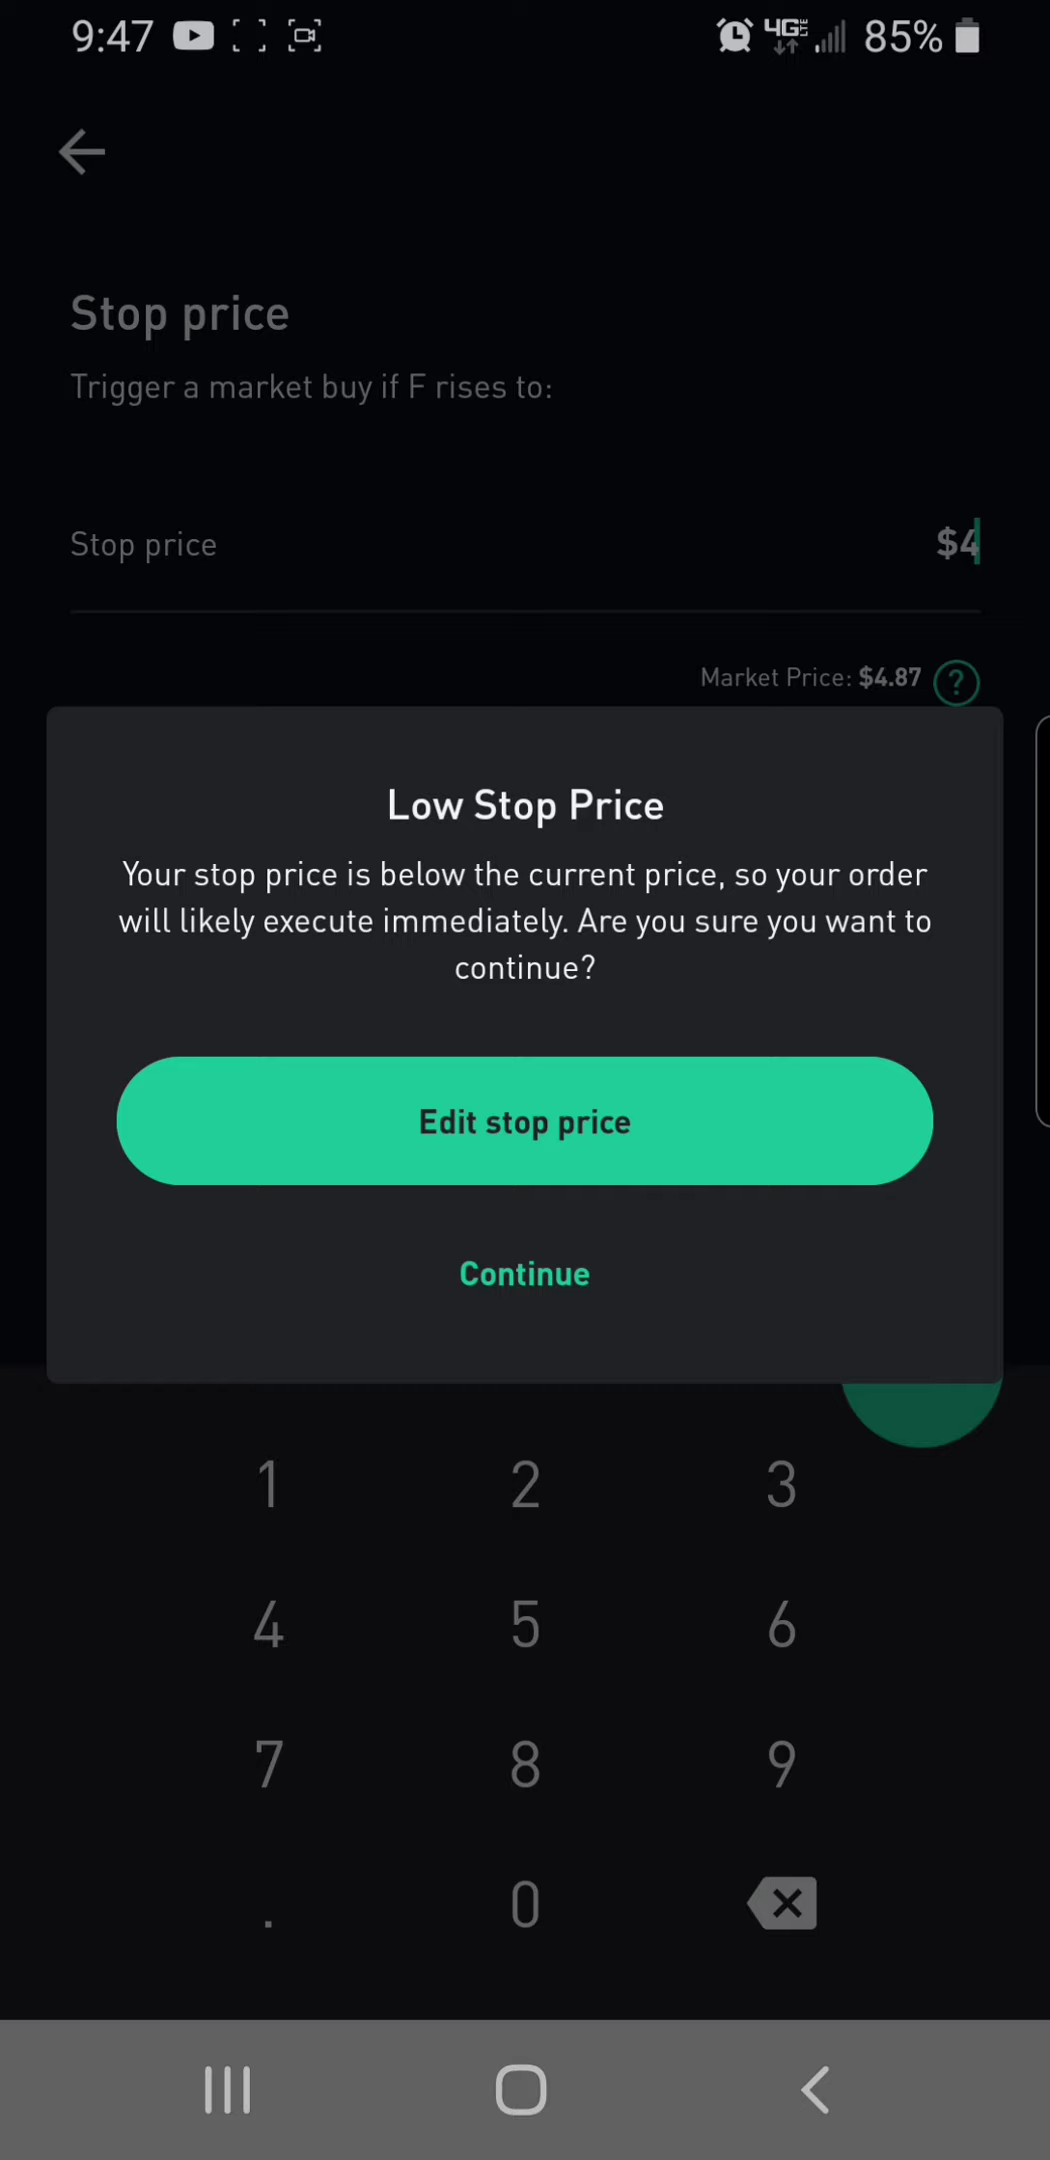 9:47 4G LTE 85%
Stop price
Trigger a market buy if F rises to:
Stop price $4
Market Price: $4.87 ?
Low Stop Price
Your stop price is below the current price, so your order
will likely execute immediately. Are you sure you want to
continue?
Edit stop price
Continue
1 2 3
4 5 6
7 8 9
. 0